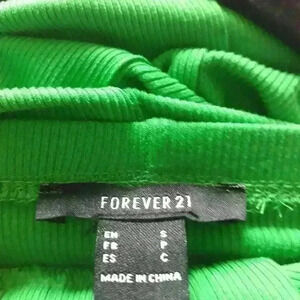 FOREVER 21
EN S
FR P
ES C
MADE IN CHINA